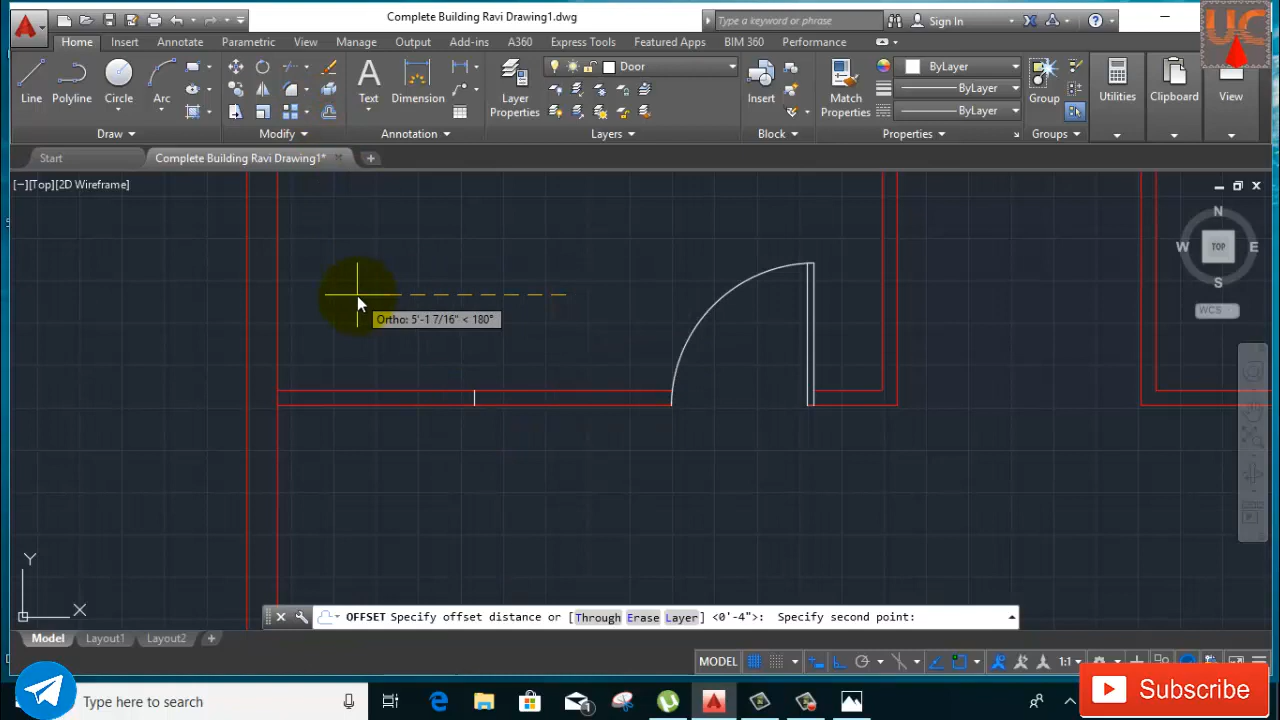 Complete Building Ravi Drawing1.dwg
Type a keyword or phrase
Sign In
UC
Home Insert Annotate Parametric View Manage Output Add-ins A360 Express Tools Featured Apps BIM 360 Performance
Door
ByLayer
ByLayer
ByLayer
Line Polyline Circle Arc
Text Dimension
Layer Properties
Insert
Match Properties
Group
Utilities
Clipboard
View
Draw Modify Annotation Layers Block Properties Groups
Start
Complete Building Ravi Drawing1*
[−][Top][2D Wireframe]
N
W TOP E
S
WCS
Ortho: 5'-1 7/16" < 180°
Y
X
OFFSET Specify offset distance or [Through Erase Layer] <0'-4">: Specify second point:
Model Layout1 Layout2
MODEL 1:1
Type here to search
1
Subscribe